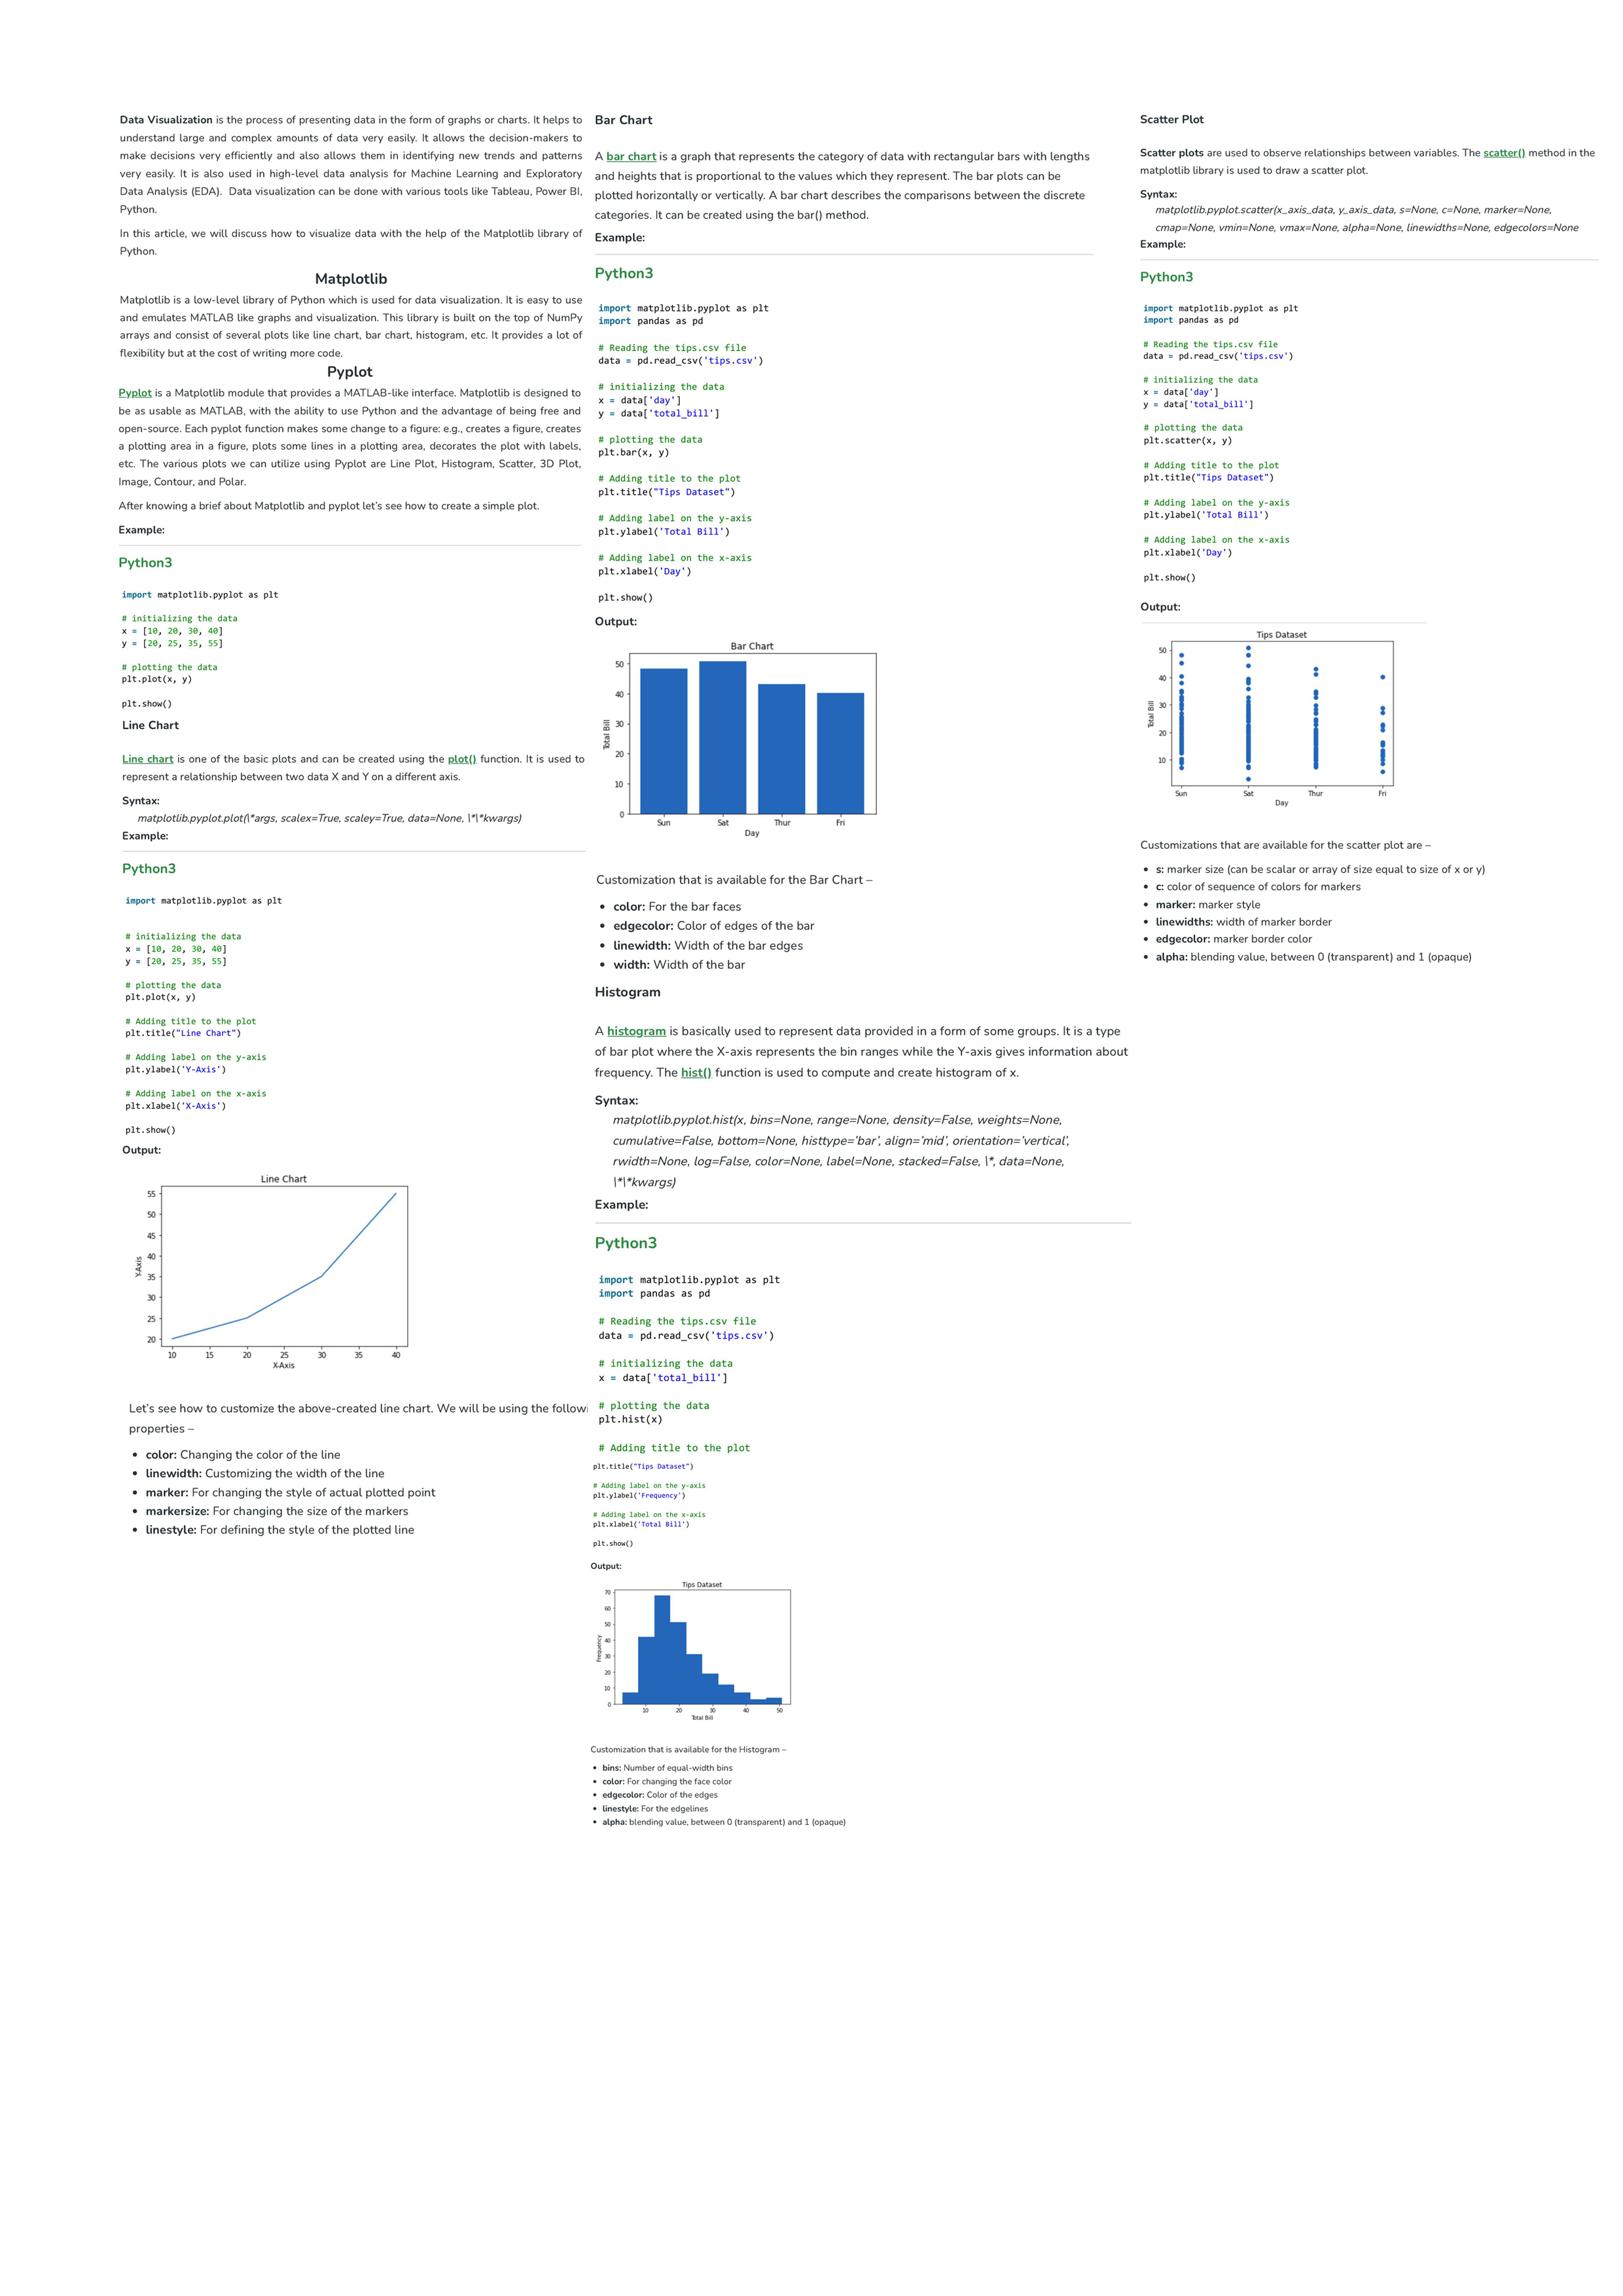 Data Visualization is the process of presenting data in the form of graphs or charts. It helps to
understand large and complex amounts of data very easily. It allows the decision-makers to
make decisions very efficiently and also allows them in identifying new trends and patterns
very easily. It is also used in high-level data analysis for Machine Learning and Exploratory
Data Analysis (EDA).  Data visualization can be done with various tools like Tableau, Power BI,
Python.
In this article, we will discuss how to visualize data with the help of the Matplotlib library of
Python.
Matplotlib
Matplotlib is a low-level library of Python which is used for data visualization. It is easy to use
and emulates MATLAB like graphs and visualization. This library is built on the top of NumPy
arrays and consist of several plots like line chart, bar chart, histogram, etc. It provides a lot of
flexibility but at the cost of writing more code.
Pyplot
Pyplot is a Matplotlib module that provides a MATLAB-like interface. Matplotlib is designed to
be as usable as MATLAB, with the ability to use Python and the advantage of being free and
open-source. Each pyplot function makes some change to a figure: e.g., creates a figure, creates
a plotting area in a figure, plots some lines in a plotting area, decorates the plot with labels,
etc. The various plots we can utilize using Pyplot are Line Plot, Histogram, Scatter, 3D Plot,
Image, Contour, and Polar.
After knowing a brief about Matplotlib and pyplot let's see how to create a simple plot.
Example:
Python3
import matplotlib.pyplot as plt
# initializing the data
x = [10, 20, 30, 40]
y = [20, 25, 35, 55]
# plotting the data
plt.plot(x, y)
plt.show()
Line Chart
Line chart is one of the basic plots and can be created using the plot() function. It is used to
represent a relationship between two data X and Y on a different axis.
Syntax:
matplotlib.pyplot.plot(\*args, scalex=True, scaley=True, data=None, \*\*kwargs)
Example:
Python3
import matplotlib.pyplot as plt
# initializing the data
x = [10, 20, 30, 40]
y = [20, 25, 35, 55]
# plotting the data
plt.plot(x, y)
# Adding title to the plot
plt.title("Line Chart")
# Adding label on the y-axis
plt.ylabel('Y-Axis')
# Adding label on the x-axis
plt.xlabel('X-Axis')
plt.show()
Output:
Line Chart
55
50
45
40
35
30
25
20
Y-Axis
10 15 20 25 30 35 40
X-Axis
Let's see how to customize the above-created line chart. We will be using the followi
properties –
• color: Changing the color of the line
• linewidth: Customizing the width of the line
• marker: For changing the style of actual plotted point
• markersize: For changing the size of the markers
• linestyle: For defining the style of the plotted line
Bar Chart
A bar chart is a graph that represents the category of data with rectangular bars with lengths
and heights that is proportional to the values which they represent. The bar plots can be
plotted horizontally or vertically. A bar chart describes the comparisons between the discrete
categories. It can be created using the bar() method.
Example:
Python3
import matplotlib.pyplot as plt
import pandas as pd
# Reading the tips.csv file
data = pd.read_csv('tips.csv')
# initializing the data
x = data['day']
y = data['total_bill']
# plotting the data
plt.bar(x, y)
# Adding title to the plot
plt.title("Tips Dataset")
# Adding label on the y-axis
plt.ylabel('Total Bill')
# Adding label on the x-axis
plt.xlabel('Day')
plt.show()
Output:
Bar Chart
50
40
30
20
10
0
Total Bill
Sun Sat Thur Fri
Day
Customization that is available for the Bar Chart –
• color: For the bar faces
• edgecolor: Color of edges of the bar
• linewidth: Width of the bar edges
• width: Width of the bar
Histogram
A histogram is basically used to represent data provided in a form of some groups. It is a type
of bar plot where the X-axis represents the bin ranges while the Y-axis gives information about
frequency. The hist() function is used to compute and create histogram of x.
Syntax:
matplotlib.pyplot.hist(x, bins=None, range=None, density=False, weights=None,
cumulative=False, bottom=None, histtype='bar', align='mid', orientation='vertical',
rwidth=None, log=False, color=None, label=None, stacked=False, \*, data=None,
\*\*kwargs)
Example:
Python3
import matplotlib.pyplot as plt
import pandas as pd
# Reading the tips.csv file
data = pd.read_csv('tips.csv')
# initializing the data
x = data['total_bill']
# plotting the data
plt.hist(x)
# Adding title to the plot
plt.title("Tips Dataset")
# Adding label on the y-axis
plt.ylabel('Frequency')
# Adding label on the x-axis
plt.xlabel('Total Bill')
plt.show()
Output:
Tips Dataset
70
60
50
40
30
20
10
0
Frequency
10 20 30 40 50
Total Bill
Customization that is available for the Histogram –
• bins: Number of equal-width bins
• color: For changing the face color
• edgecolor: Color of the edges
• linestyle: For the edgelines
• alpha: blending value, between 0 (transparent) and 1 (opaque)
Scatter Plot
Scatter plots are used to observe relationships between variables. The scatter() method in the
matplotlib library is used to draw a scatter plot.
Syntax:
matplotlib.pyplot.scatter(x_axis_data, y_axis_data, s=None, c=None, marker=None,
cmap=None, vmin=None, vmax=None, alpha=None, linewidths=None, edgecolors=None
Example:
Python3
import matplotlib.pyplot as plt
import pandas as pd
# Reading the tips.csv file
data = pd.read_csv('tips.csv')
# initializing the data
x = data['day']
y = data['total_bill']
# plotting the data
plt.scatter(x, y)
# Adding title to the plot
plt.title("Tips Dataset")
# Adding label on the y-axis
plt.ylabel('Total Bill')
# Adding label on the x-axis
plt.xlabel('Day')
plt.show()
Output:
Tips Dataset
50
40
30
20
10
Total Bill
Sun Sat Thur Fri
Day
Customizations that are available for the scatter plot are –
• s: marker size (can be scalar or array of size equal to size of x or y)
• c: color of sequence of colors for markers
• marker: marker style
• linewidths: width of marker border
• edgecolor: marker border color
• alpha: blending value, between 0 (transparent) and 1 (opaque)